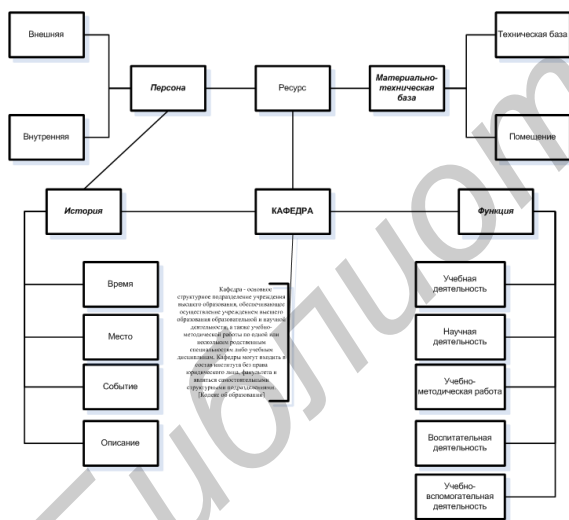 Внешняя
Техническая база
Персона
Ресурс
Материально-
техническая
база
Внутренняя
Помещение
История
КАФЕДРА
Функция
Время
Место
Событие
Описание
Кафедра - основное
структурное подразделение учреждения
высшего образования, обеспечивающее
осуществление учреждением высшего
образования образовательной и научной
деятельности, а также учебно-
методической работы по одной или
нескольким родственным
специальностям либо учебным
дисциплинам. Кафедры могут входить в
состав института без права
юридического лица, факультета и
являться самостоятельными
структурными подразделениями
[Кодекс об образовании]
Учебная
деятельность
Научная
деятельность
Учебно-
методическая работа
Воспитательная
деятельность
Учебно-
вспомогательная
деятельность